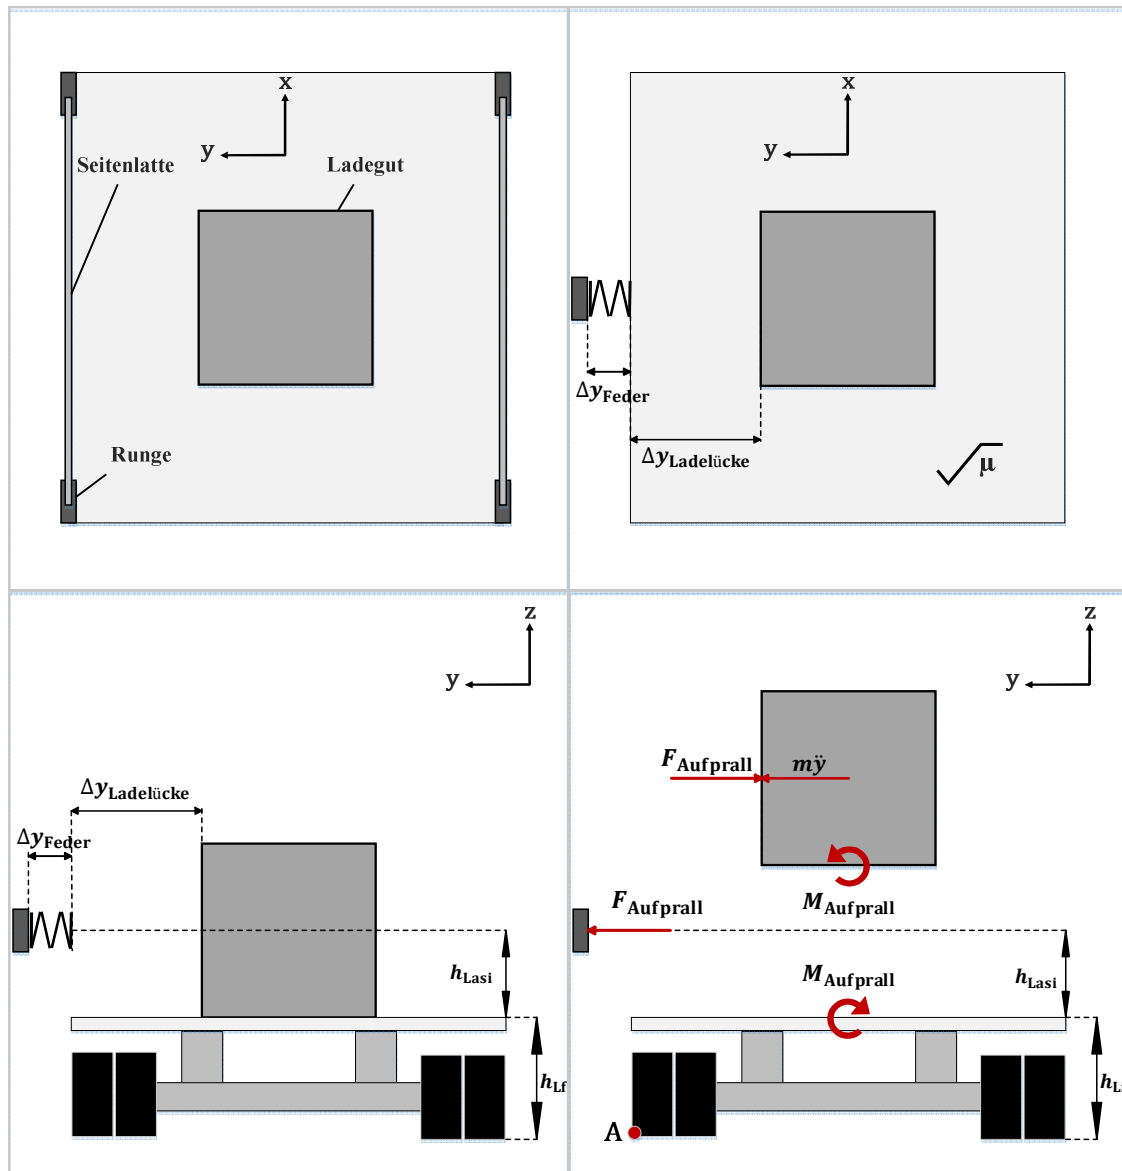 x
y
Seitenlatte
Ladegut
Runge
x
y
Δy_Feder
Δy_Ladelücke
μ
z
y
Δy_Ladelücke
Δy_Feder
h_Lasi
h_Lf
z
y
F_Aufprall
mÿ
M_Aufprall
F_Aufprall
M_Aufprall
h_Lasi
A